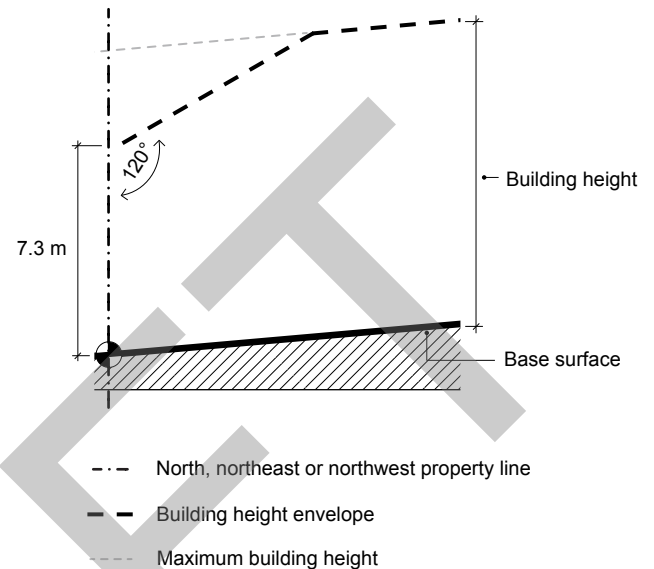 120°
Building height
7.3 m
Base surface
North, northeast or northwest property line
Building height envelope
Maximum building height